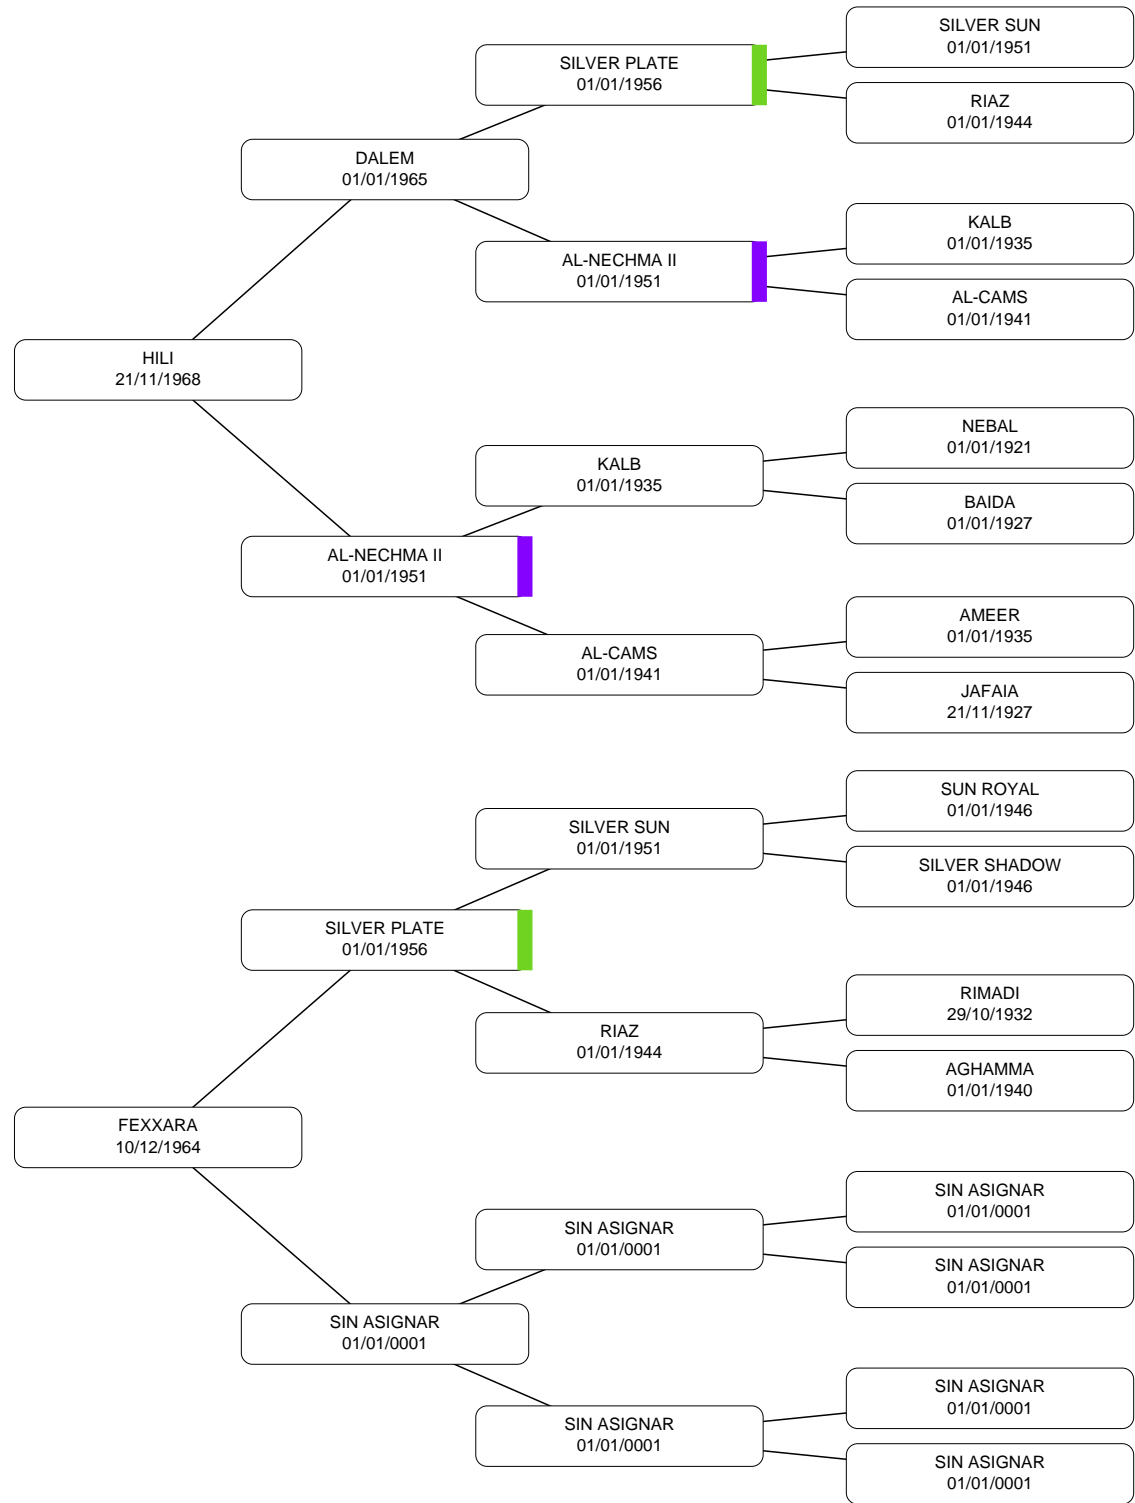 SILVER SUN
01/01/1951
SILVER PLATE
01/01/1956
RIAZ
01/01/1944
DALEM
01/01/1965
KALB
01/01/1935
AL-NECHMA II
01/01/1951
AL-CAMS
01/01/1941
HILI
21/11/1968
NEBAL
01/01/1921
KALB
01/01/1935
BAIDA
01/01/1927
AL-NECHMA II
01/01/1951
AMEER
01/01/1935
AL-CAMS
01/01/1941
JAFAIA
21/11/1927
SUN ROYAL
01/01/1946
SILVER SUN
01/01/1951
SILVER SHADOW
01/01/1946
SILVER PLATE
01/01/1956
RIMADI
29/10/1932
RIAZ
01/01/1944
AGHAMMA
01/01/1940
FEXXARA
10/12/1964
SIN ASIGNAR
01/01/0001
SIN ASIGNAR
01/01/0001
SIN ASIGNAR
01/01/0001
SIN ASIGNAR
01/01/0001
SIN ASIGNAR
01/01/0001
SIN ASIGNAR
01/01/0001
SIN ASIGNAR
01/01/0001